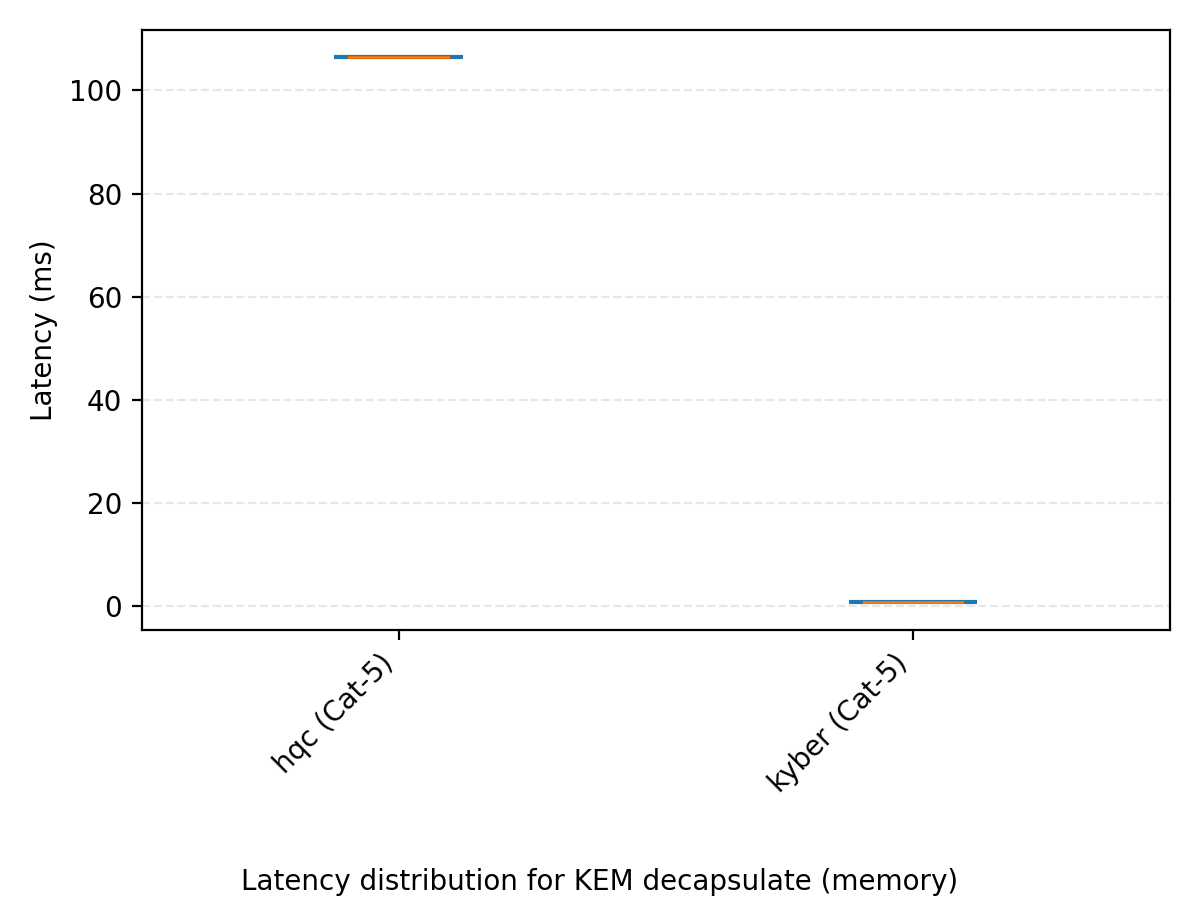 Latency (ms)
100
80
60
40
20
0
hqc (Cat-5)
kyber (Cat-5)
Latency distribution for KEM decapsulate (memory)